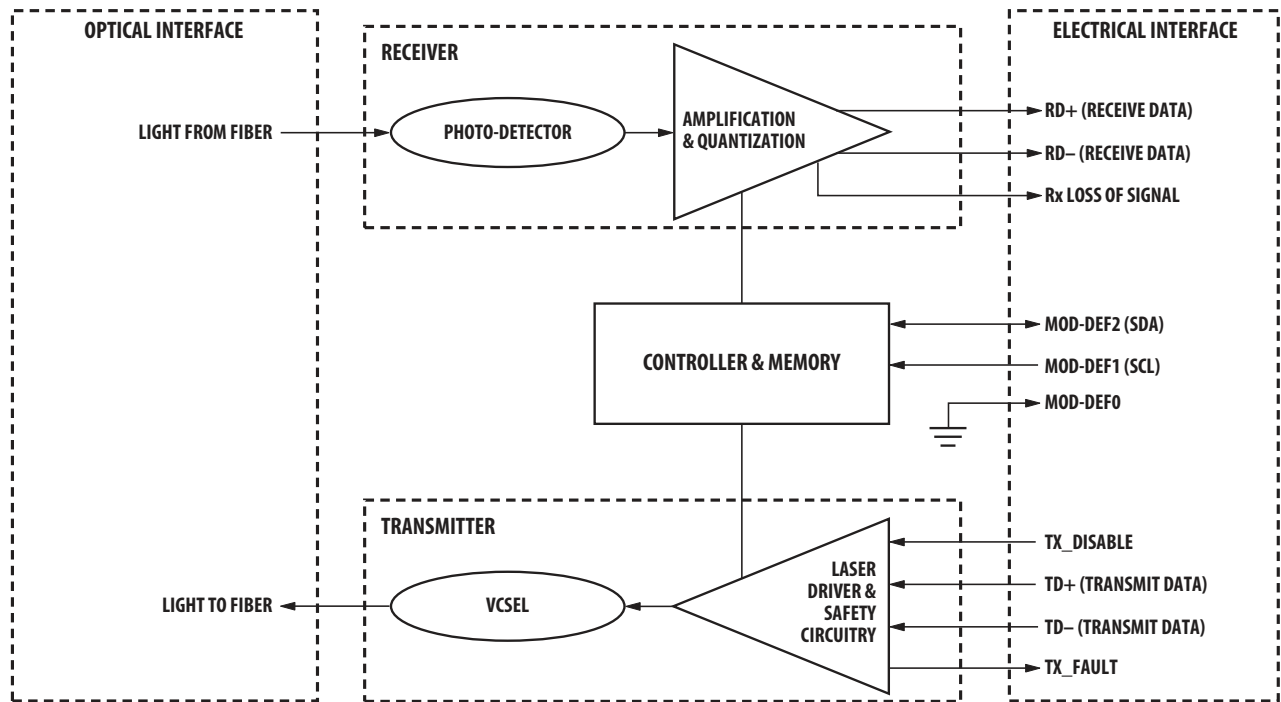 OPTICAL INTERFACE
LIGHT FROM FIBER
LIGHT TO FIBER
RECEIVER
PHOTO-DETECTOR
AMPLIFICATION
& QUANTIZATION
CONTROLLER & MEMORY
TRANSMITTER
VCSEL
LASER
DRIVER &
SAFETY
CIRCUITRY
ELECTRICAL INTERFACE
RD+ (RECEIVE DATA)
RD– (RECEIVE DATA)
Rx LOSS OF SIGNAL
MOD-DEF2 (SDA)
MOD-DEF1 (SCL)
MOD-DEF0
TX_DISABLE
TD+ (TRANSMIT DATA)
TD– (TRANSMIT DATA)
TX_FAULT